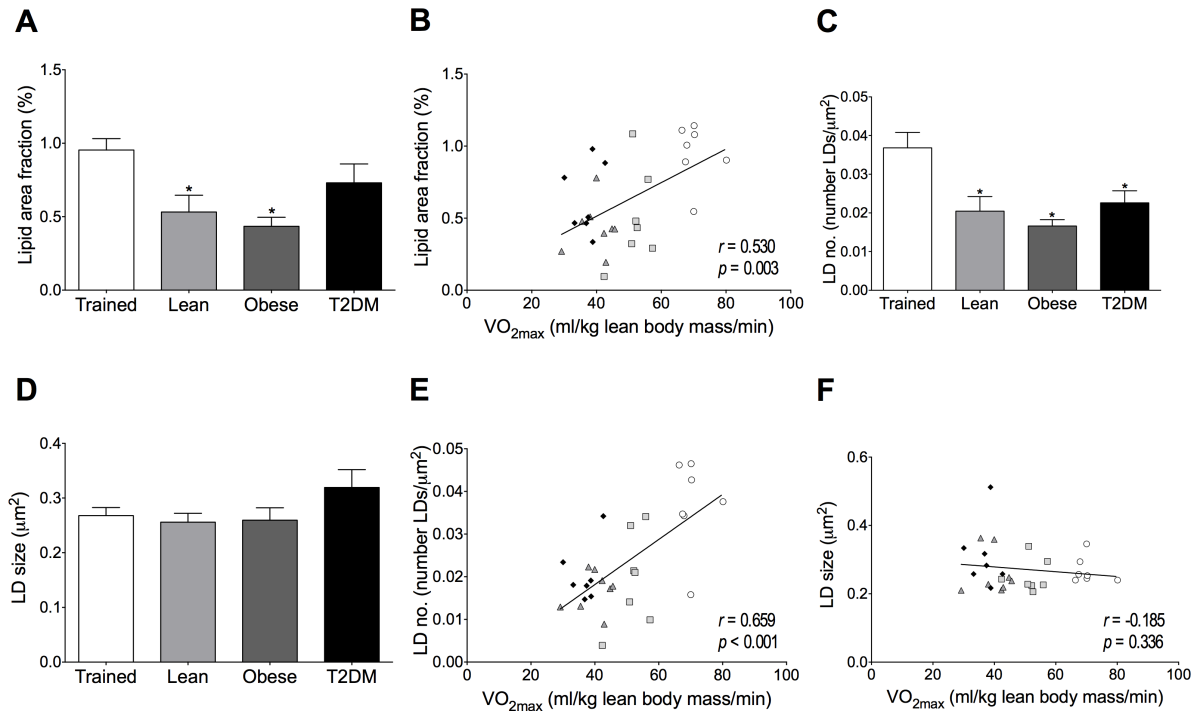 A
Lipid area fraction (%)
1.5
1.0
0.5
0.0
*
*
Trained Lean Obese T2DM
B
Lipid area fraction (%)
1.5
1.0
0.5
0.0
r = 0.530
p = 0.003
0 20 40 60 80 100
VO2max (ml/kg lean body mass/min)
C
LD no. (number LDs/μm2)
0.05
0.04
0.03
0.02
0.01
0.00
*
*
*
Trained Lean Obese T2DM
D
LD size (μm2)
0.4
0.3
0.2
0.1
0.0
Trained Lean Obese T2DM
E
LD no. (number LDs/μm2)
0.05
0.04
0.03
0.02
0.01
0.00
r = 0.659
p < 0.001
0 20 40 60 80 100
VO2max (ml/kg lean body mass/min)
F
LD size (μm2)
0.6
0.4
0.2
0.0
r = -0.185
p = 0.336
0 20 40 60 80 100
VO2max (ml/kg lean body mass/min)